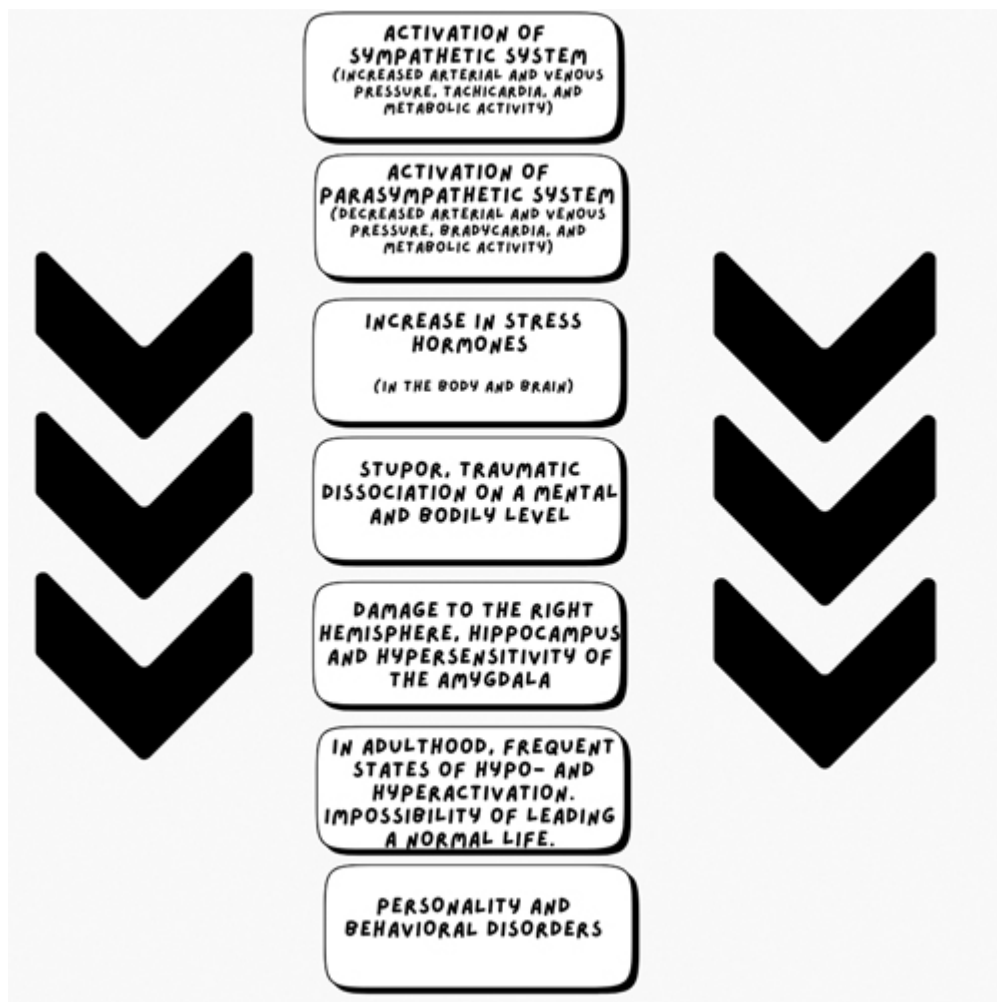 ACTIVATION OF
SYMPATHETIC SYSTEM
(INCREASED ARTERIAL AND VENOUS
PRESSURE, TACHICARDIA, AND
METABOLIC ACTIVITY)
ACTIVATION OF
PARASYMPATHETIC SYSTEM
(DECREASED ARTERIAL AND VENOUS
PRESSURE, BRADYCARDIA, AND
METABOLIC ACTIVITY)
INCREASE IN STRESS
HORMONES
(IN THE BODY AND BRAIN)
STUPOR, TRAUMATIC
DISSOCIATION ON A MENTAL
AND BODILY LEVEL
DAMAGE TO THE RIGHT
HEMISPHERE, HIPPOCAMPUS
AND HYPERSENSITIVITY OF
THE AMYGDALA
IN ADULTHOOD, FREQUENT
STATES OF HYPO- AND
HYPERACTIVATION.
IMPOSSIBILITY OF LEADING
A NORMAL LIFE.
PERSONALITY AND
BEHAVIORAL DISORDERS